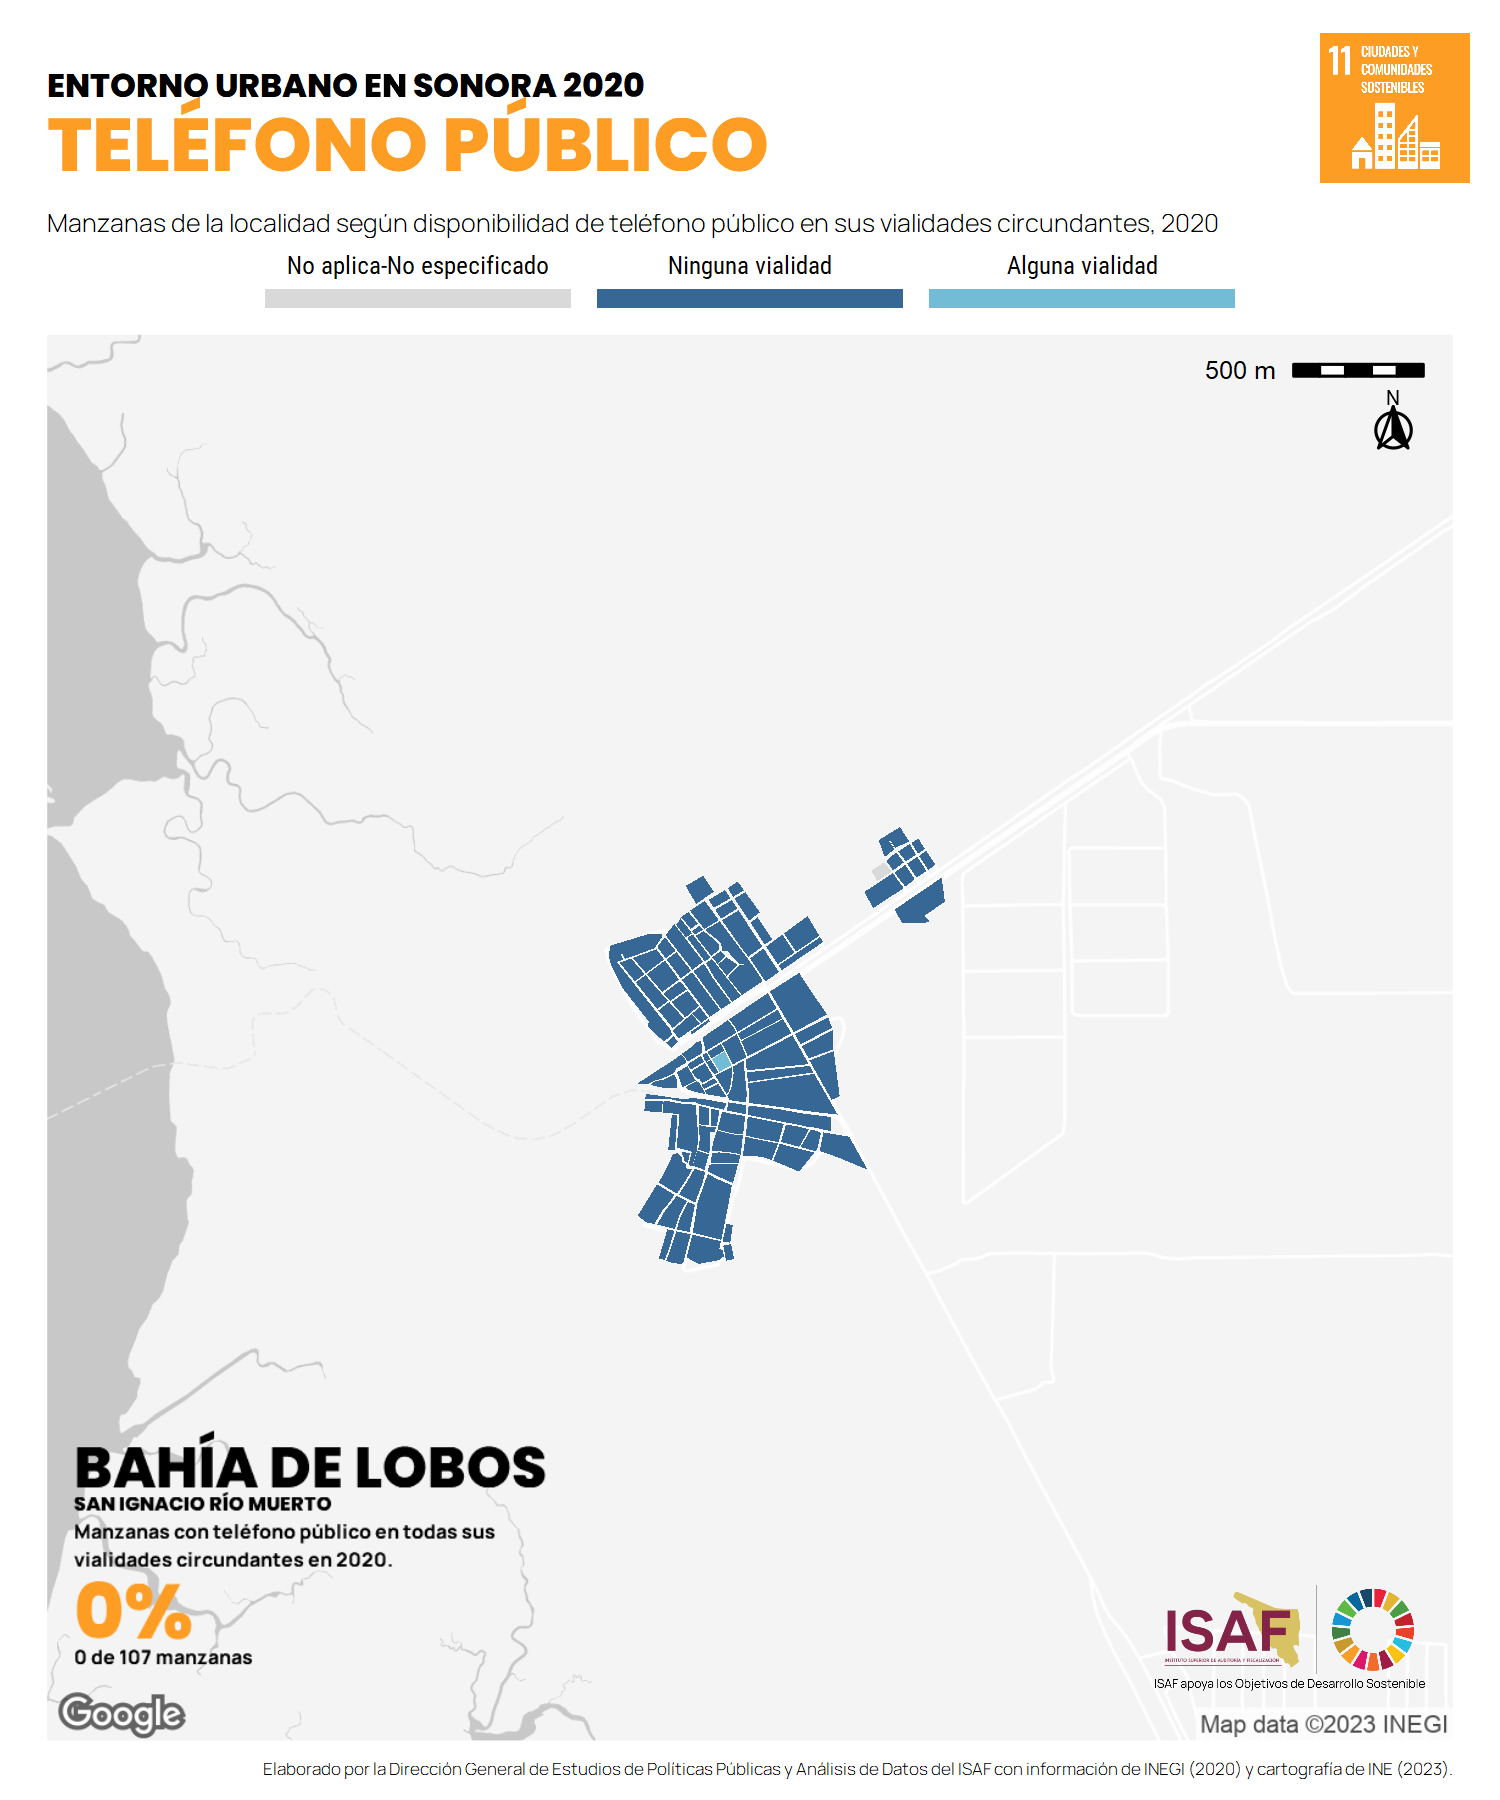 ENTORNO URBANO EN SONORA 2020
TELÉFONO PÚBLICO
11 CIUDADES Y
COMUNIDADES
SOSTENIBLES
Manzanas de la localidad según disponibilidad de teléfono público en sus vialidades circundantes, 2020
No aplica-No especificado
Ninguna vialidad
Alguna vialidad
500 m
N
BAHÍA DE LOBOS
SAN IGNACIO RÍO MUERTO
Manzanas con teléfono público en todas sus
vialidades circundantes en 2020.
0%
0 de 107 manzanas
Google
ISAF
INSTITUTO SUPERIOR DE AUDITORÍA Y FISCALIZACIÓN
ISAF apoya los Objetivos de Desarrollo Sostenible
Map data ©2023 INEGI
Elaborado por la Dirección General de Estudios de Políticas Públicas y Análisis de Datos del ISAF con información de INEGI (2020) y cartografía de INE (2023).